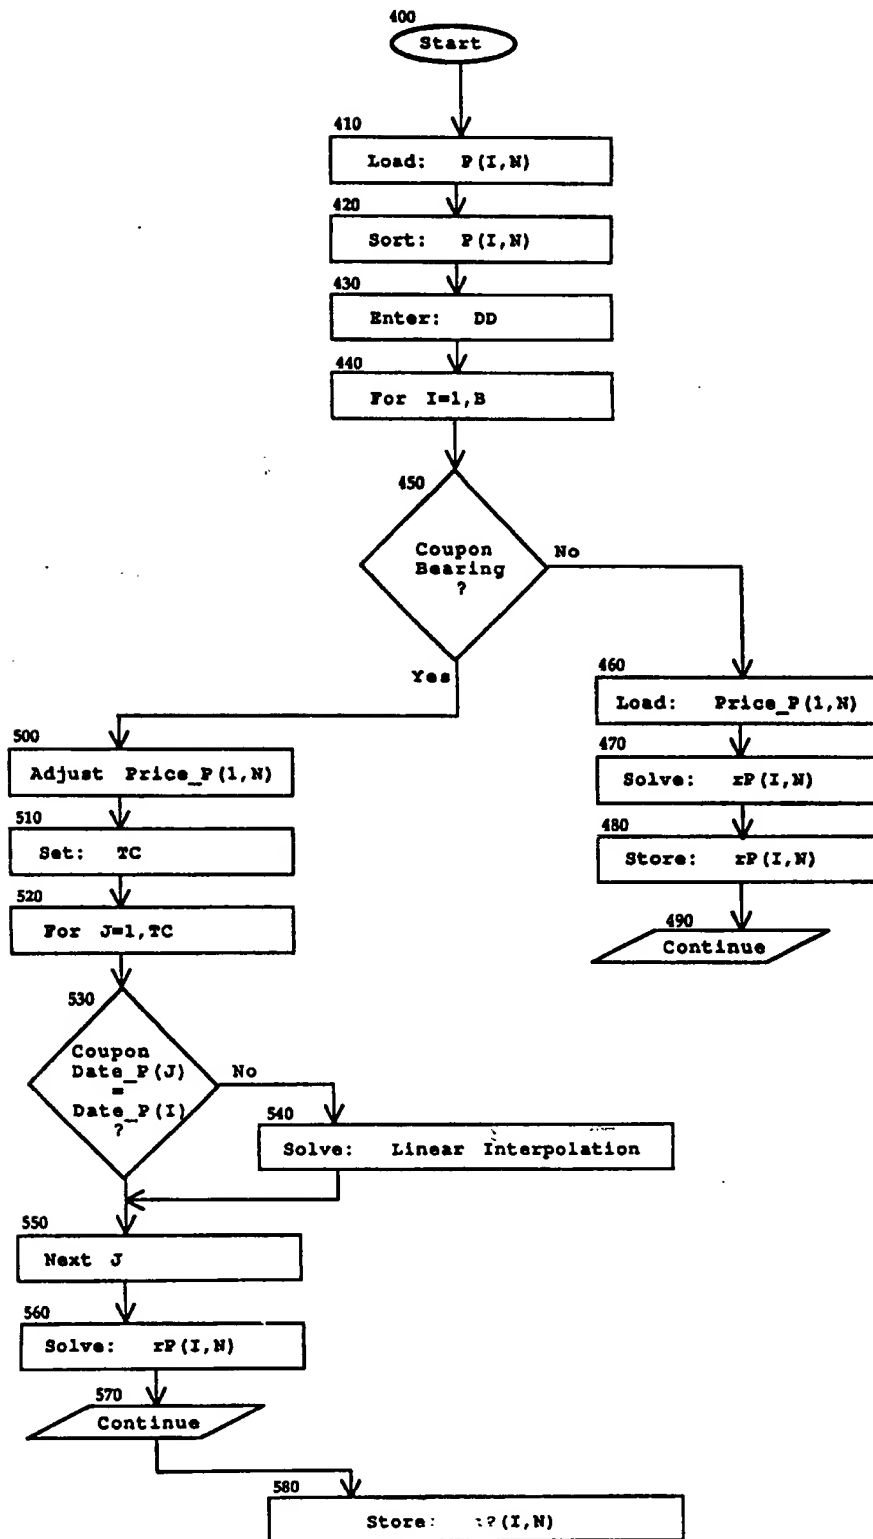 400
Start
410
Load: P(I,N)
420
Sort: P(I,N)
430
Enter: DD
440
For I=1,B
450
Coupon
Bearing
?
No
Yes
460
Load: Price_P(1,N)
470
Solve: rP(I,N)
480
Store: rP(I,N)
490
Continue
500
Adjust Price_P(1,N)
510
Set: TC
520
For J=1,TC
530
Coupon
Date_P(J)
=
Date_P(I)
?
No
540
Solve: Linear Interpolation
550
Next J
560
Solve: rP(I,N)
570
Continue
580
Store: (I,N)